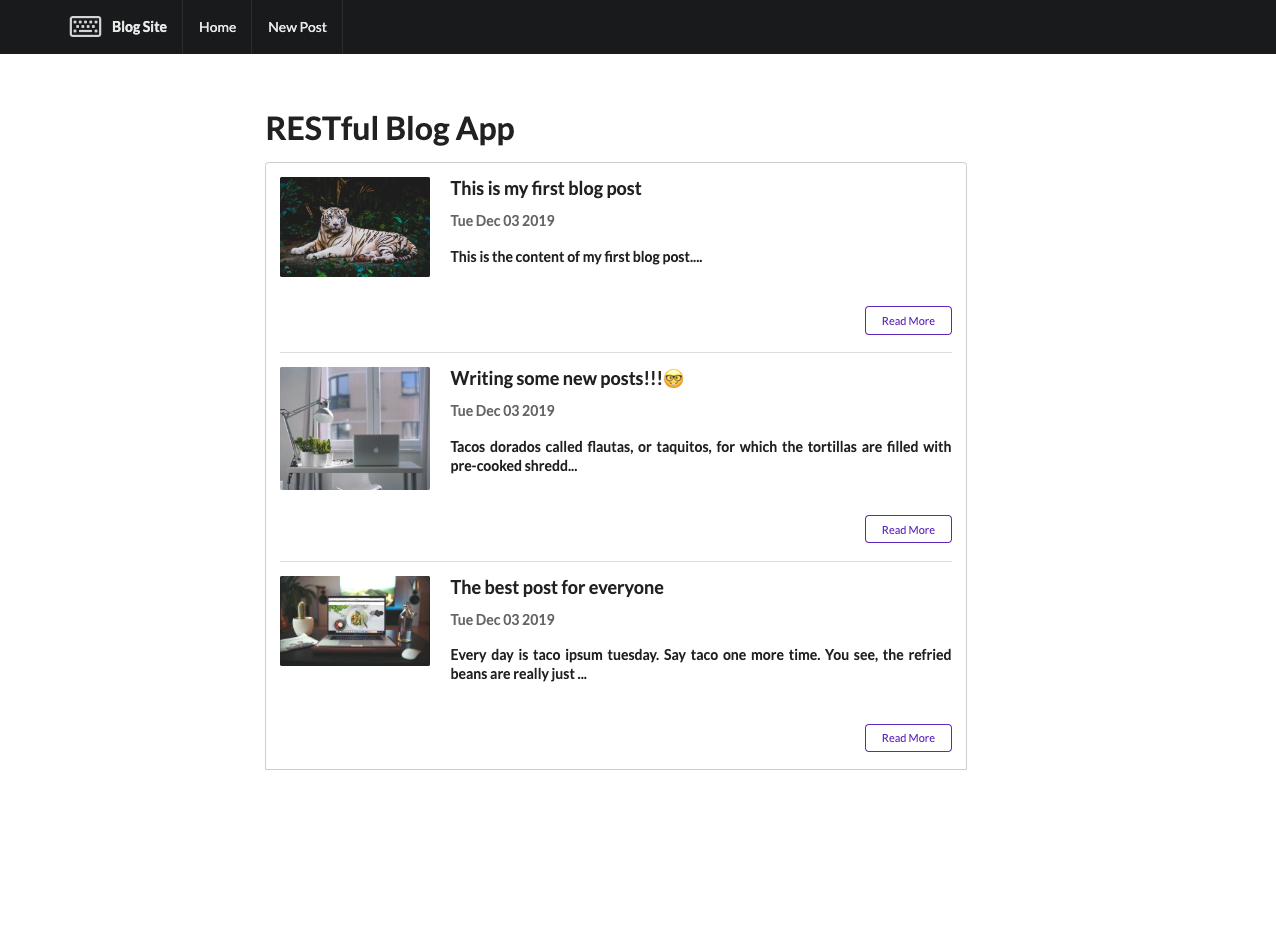 Blog Site
Home
New Post
RESTful Blog App
This is my first blog post
Tue Dec 03 2019
This is the content of my first blog post....
Read More
Writing some new posts!!!🤓
Tue Dec 03 2019
Tacos dorados called flautas, or taquitos, for which the tortillas are filled with
pre-cooked shredd...
Read More
The best post for everyone
Tue Dec 03 2019
Every day is taco ipsum tuesday. Say taco one more time. You see, the refried
beans are really just ...
Read More